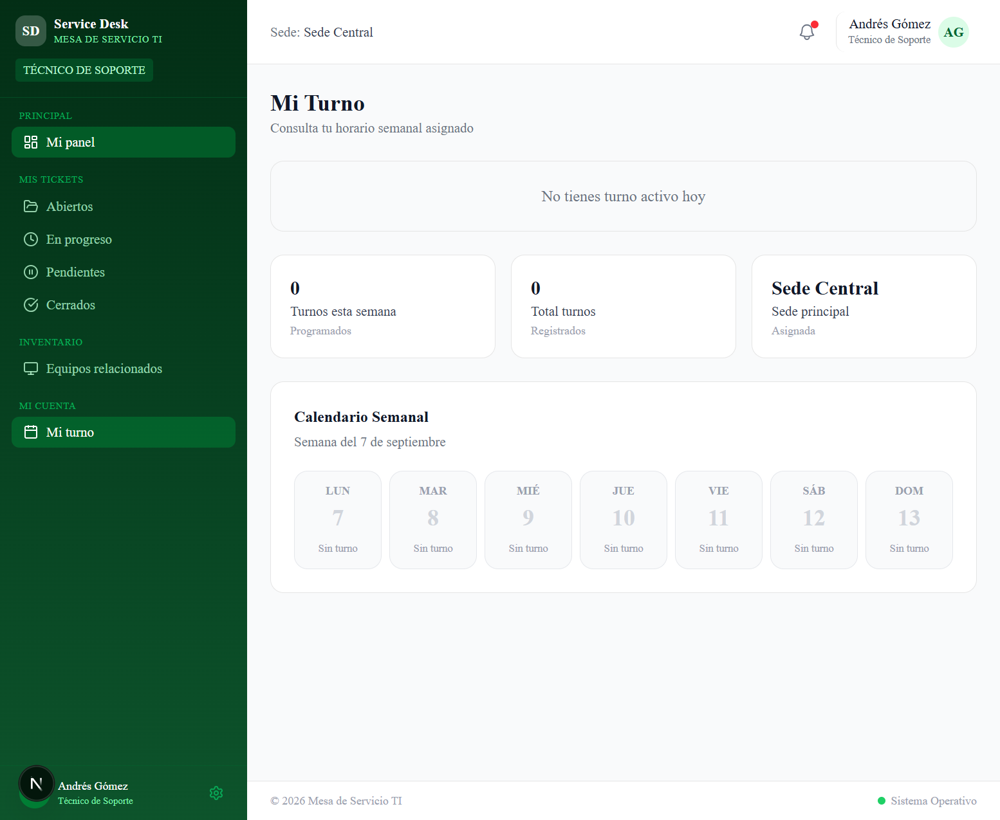 SD
Service Desk
MESA DE SERVICIO TI
TÉCNICO DE SOPORTE
PRINCIPAL
Mi panel
MIS TICKETS
Abiertos
En progreso
Pendientes
Cerrados
INVENTARIO
Equipos relacionados
MI CUENTA
Mi turno
N
Andrés Gómez
Técnico de Soporte
Sede: Sede Central
Andrés Gómez
Técnico de Soporte
AG
Mi Turno
Consulta tu horario semanal asignado
No tienes turno activo hoy
0
Turnos esta semana
Programados
0
Total turnos
Registrados
Sede Central
Sede principal
Asignada
Calendario Semanal
Semana del 7 de septiembre
LUN
7
Sin turno
MAR
8
Sin turno
MIÉ
9
Sin turno
JUE
10
Sin turno
VIE
11
Sin turno
SÁB
12
Sin turno
DOM
13
Sin turno
© 2026 Mesa de Servicio TI
Sistema Operativo